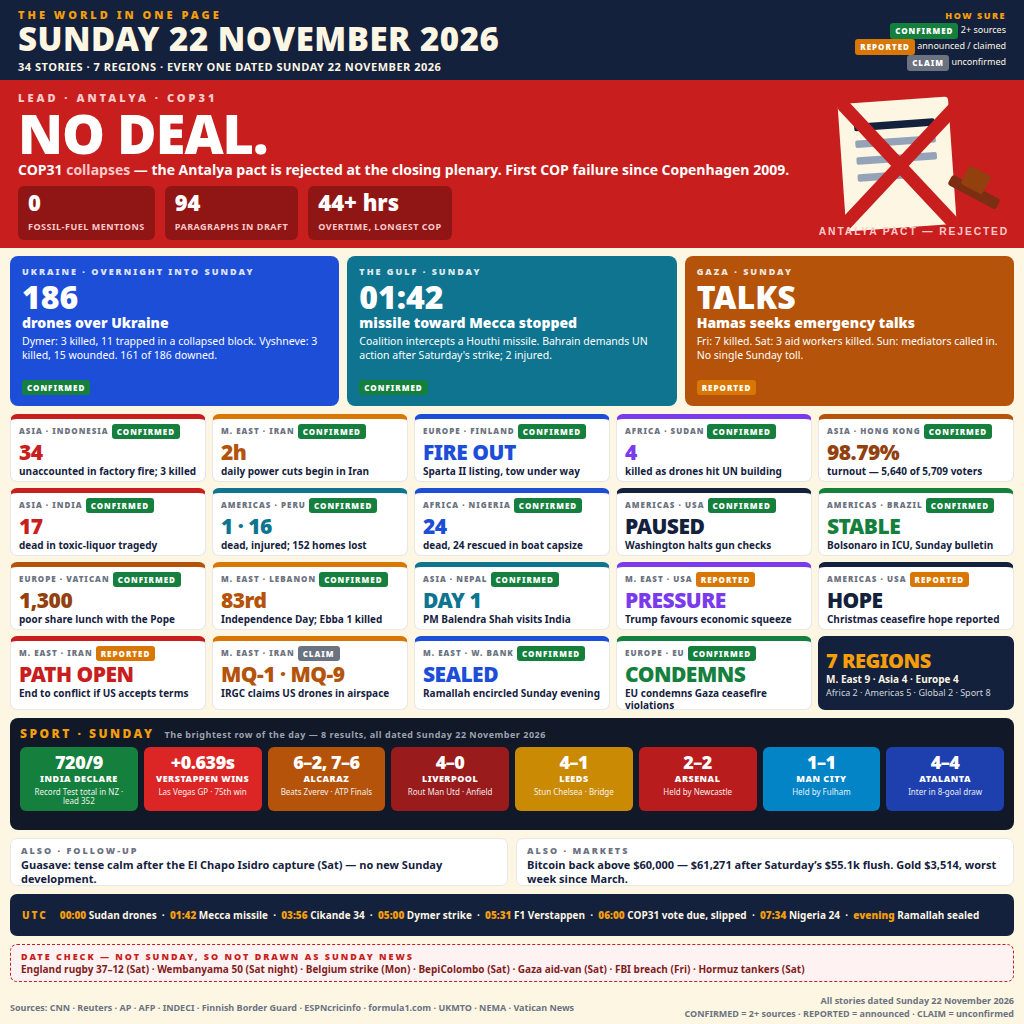 THE WORLD IN ONE PAGE
SUNDAY 22 NOVEMBER 2026
34 STORIES · 7 REGIONS · EVERY ONE DATED SUNDAY 22 NOVEMBER 2026
HOW SURE
CONFIRMED 2+ sources
REPORTED announced / claimed
CLAIM unconfirmed
LEAD · ANTALYA · COP31
NO DEAL.
COP31 collapses — the Antalya pact is rejected at the closing plenary. First COP failure since Copenhagen 2009.
0
FOSSIL-FUEL MENTIONS
94
PARAGRAPHS IN DRAFT
44+ hrs
OVERTIME, LONGEST COP
ANTALYA PACT — REJECTED
UKRAINE · OVERNIGHT INTO SUNDAY
186
drones over Ukraine
Dymer: 3 killed, 11 trapped in a collapsed block. Vyshneve: 3
killed, 15 wounded. 161 of 186 downed.
CONFIRMED
THE GULF · SUNDAY
01:42
missile toward Mecca stopped
Coalition intercepts a Houthi missile. Bahrain demands UN
action after Saturday's strike; 2 injured.
CONFIRMED
GAZA · SUNDAY
TALKS
Hamas seeks emergency talks
Fri: 7 killed. Sat: 3 aid workers killed. Sun: mediators called in.
No single Sunday toll.
REPORTED
ASIA · INDONESIA CONFIRMED
34
unaccounted in factory fire; 3 killed
M. EAST · IRAN CONFIRMED
2h
daily power cuts begin in Iran
EUROPE · FINLAND CONFIRMED
FIRE OUT
Sparta II listing, tow under way
AFRICA · SUDAN CONFIRMED
4
killed as drones hit UN building
ASIA · HONG KONG CONFIRMED
98.79%
turnout — 5,640 of 5,709 voters
ASIA · INDIA CONFIRMED
17
dead in toxic-liquor tragedy
AMERICAS · PERU CONFIRMED
1 · 16
dead, injured; 152 homes lost
AFRICA · NIGERIA CONFIRMED
24
dead, 24 rescued in boat capsize
AMERICAS · USA CONFIRMED
PAUSED
Washington halts gun checks
AMERICAS · BRAZIL CONFIRMED
STABLE
Bolsonaro in ICU, Sunday bulletin
EUROPE · VATICAN CONFIRMED
1,300
poor share lunch with the Pope
M. EAST · LEBANON CONFIRMED
83rd
Independence Day; Ebba 1 killed
ASIA · NEPAL CONFIRMED
DAY 1
PM Balendra Shah visits India
M. EAST · USA REPORTED
PRESSURE
Trump favours economic squeeze
AMERICAS · USA REPORTED
HOPE
Christmas ceasefire hope reported
M. EAST · IRAN REPORTED
PATH OPEN
End to conflict if US accepts terms
M. EAST · IRAN CLAIM
MQ-1 · MQ-9
IRGC claims US drones in airspace
M. EAST · W. BANK CONFIRMED
SEALED
Ramallah encircled Sunday evening
EUROPE · EU CONFIRMED
CONDEMNS
EU condemns Gaza ceasefire
violations
7 REGIONS
M. East 9 · Asia 4 · Europe 4
Africa 2 · Americas 5 · Global 2 · Sport 8
SPORT · SUNDAY The brightest row of the day — 8 results, all dated Sunday 22 November 2026
720/9
INDIA DECLARE
Record Test total in NZ ·
lead 352
+0.639s
VERSTAPPEN WINS
Las Vegas GP · 75th win
6–2, 7–6
ALCARAZ
Beats Zverev · ATP Finals
4–0
LIVERPOOL
Rout Man Utd · Anfield
4–1
LEEDS
Stun Chelsea · Bridge
2–2
ARSENAL
Held by Newcastle
1–1
MAN CITY
Held by Fulham
4–4
ATALANTA
Inter in 8-goal draw
ALSO · FOLLOW-UP
Guasave: tense calm after the El Chapo Isidro capture (Sat) — no new Sunday
development.
ALSO · MARKETS
Bitcoin back above $60,000 — $61,271 after Saturday's $55.1k flush. Gold $3,514, worst
week since March.
UTC 00:00 Sudan drones · 01:42 Mecca missile · 03:56 Cikande 34 · 05:00 Dymer strike · 05:31 F1 Verstappen · 06:00 COP31 vote due, slipped · 07:34 Nigeria 24 · evening Ramallah sealed
DATE CHECK — NOT SUNDAY, SO NOT DRAWN AS SUNDAY NEWS
England rugby 37–12 (Sat) · Wembanyama 50 (Sat night) · Belgium strike (Mon) · BepiColombo (Sat) · Gaza aid-van (Sat) · FBI breach (Fri) · Hormuz tankers (Sat)
Sources: CNN · Reuters · AP · AFP · INDECI · Finnish Border Guard · ESPNcricinfo · formula1.com · UKMTO · NEMA · Vatican News
All stories dated Sunday 22 November 2026
CONFIRMED = 2+ sources · REPORTED = announced · CLAIM = unconfirmed